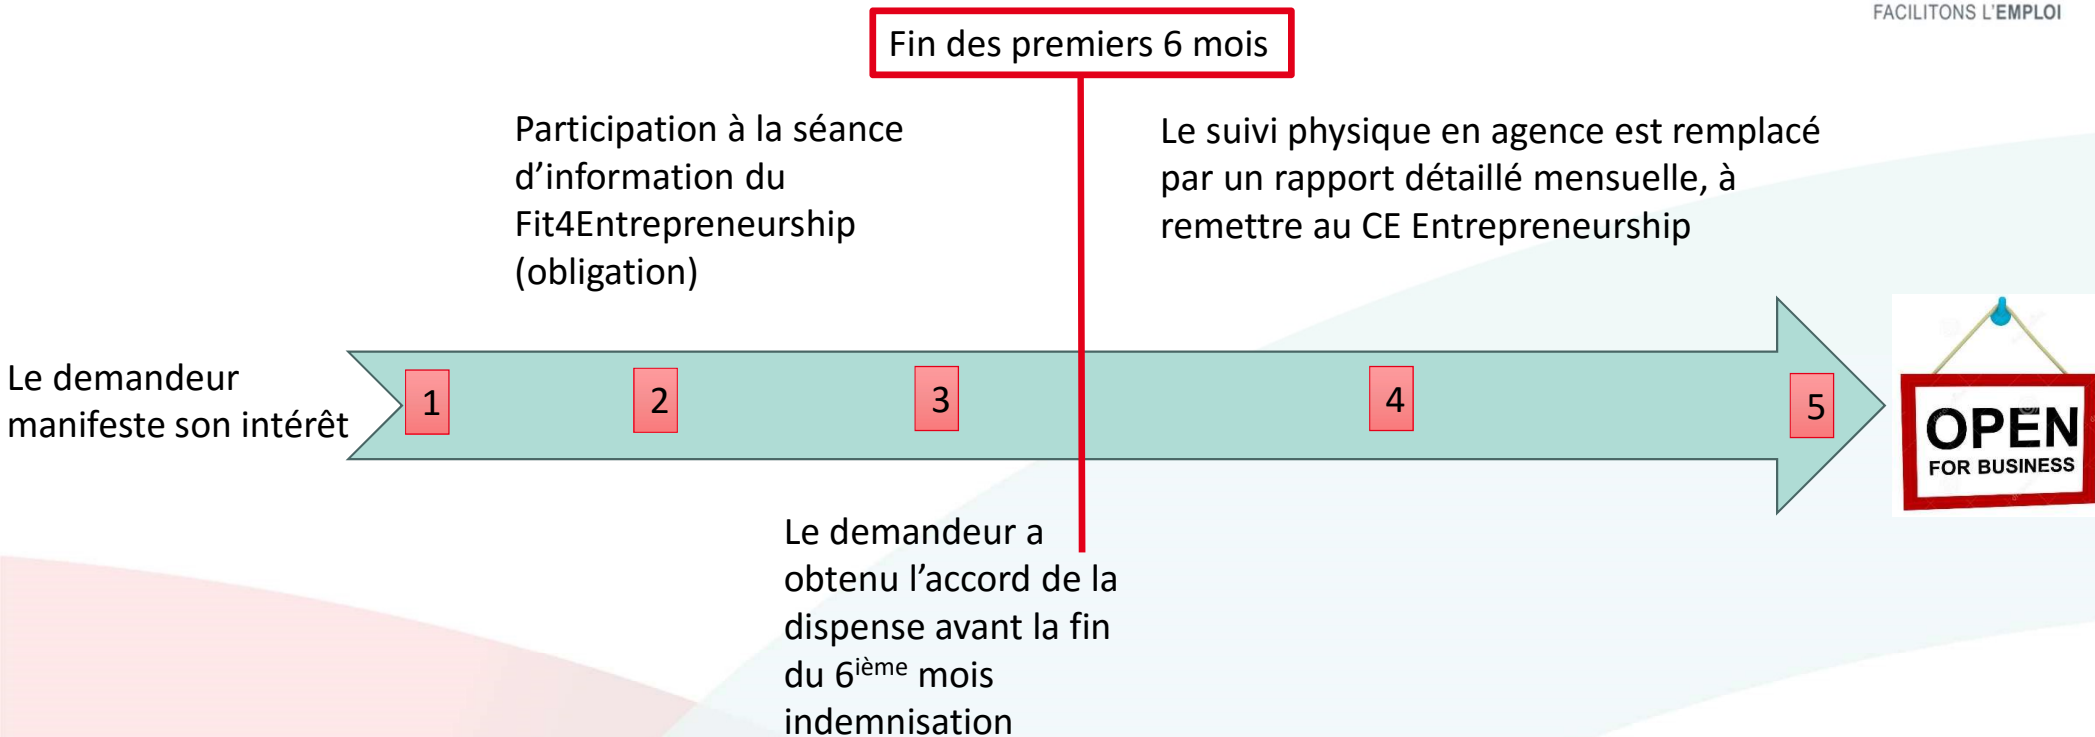 FACILITONS L'EMPLOI
Fin des premiers 6 mois
Participation à la séance
d’information du
Fit4Entrepreneurship
(obligation)
Le suivi physique en agence est remplacé
par un rapport détaillé mensuelle, à
remettre au CE Entrepreneurship
Le demandeur
manifeste son intérêt
1
2
3
4
5
OPEN
FOR BUSINESS
Le demandeur a
obtenu l’accord de la
dispense avant la fin
du 6ième mois
indemnisation